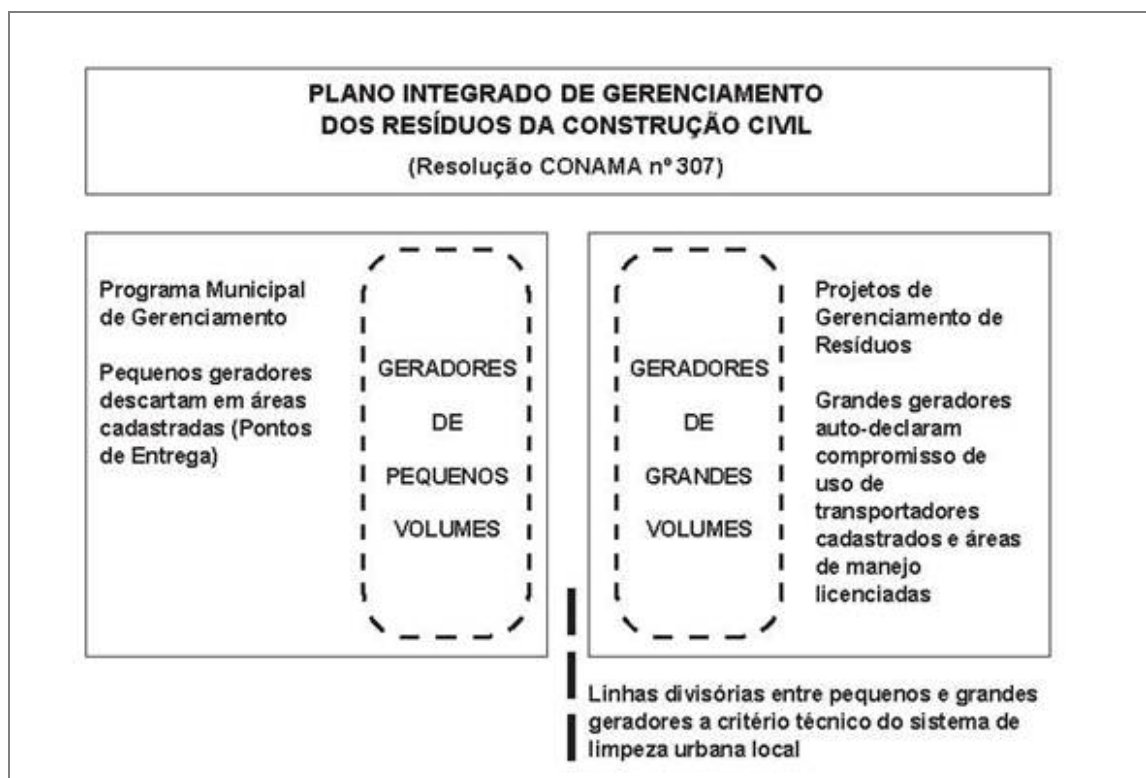 PLANO INTEGRADO DE GERENCIAMENTO
DOS RESÍDUOS DA CONSTRUÇÃO CIVIL
(Resolução CONAMA nº 307)
Programa Municipal
de Gerenciamento
Pequenos geradores
descartam em áreas
cadastradas (Pontos
de Entrega)
GERADORES
DE
PEQUENOS
VOLUMES
GERADORES
DE
GRANDES
VOLUMES
Projetos de
Gerenciamento de
Resíduos
Grandes geradores
auto-declaram
compromisso de
uso de
transportadores
cadastrados e áreas
de manejo
licenciadas
Linhas divisórias entre pequenos e grandes
geradores a critério técnico do sistema de
limpeza urbana local